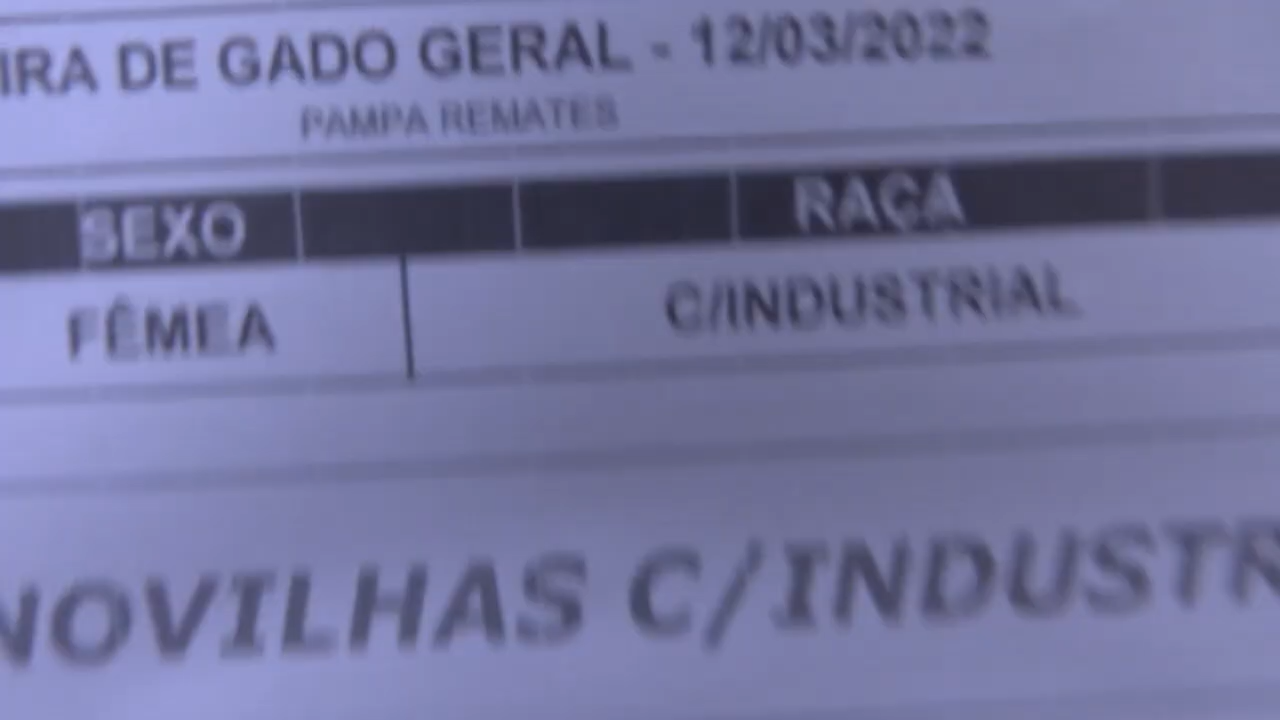 IRA DE GADO GERAL - 12/03/2022
PAMPA REMATES
SEXO RAÇA
FÊMEA C/INDUSTRIAL
NOVILHAS C/INDUSTR